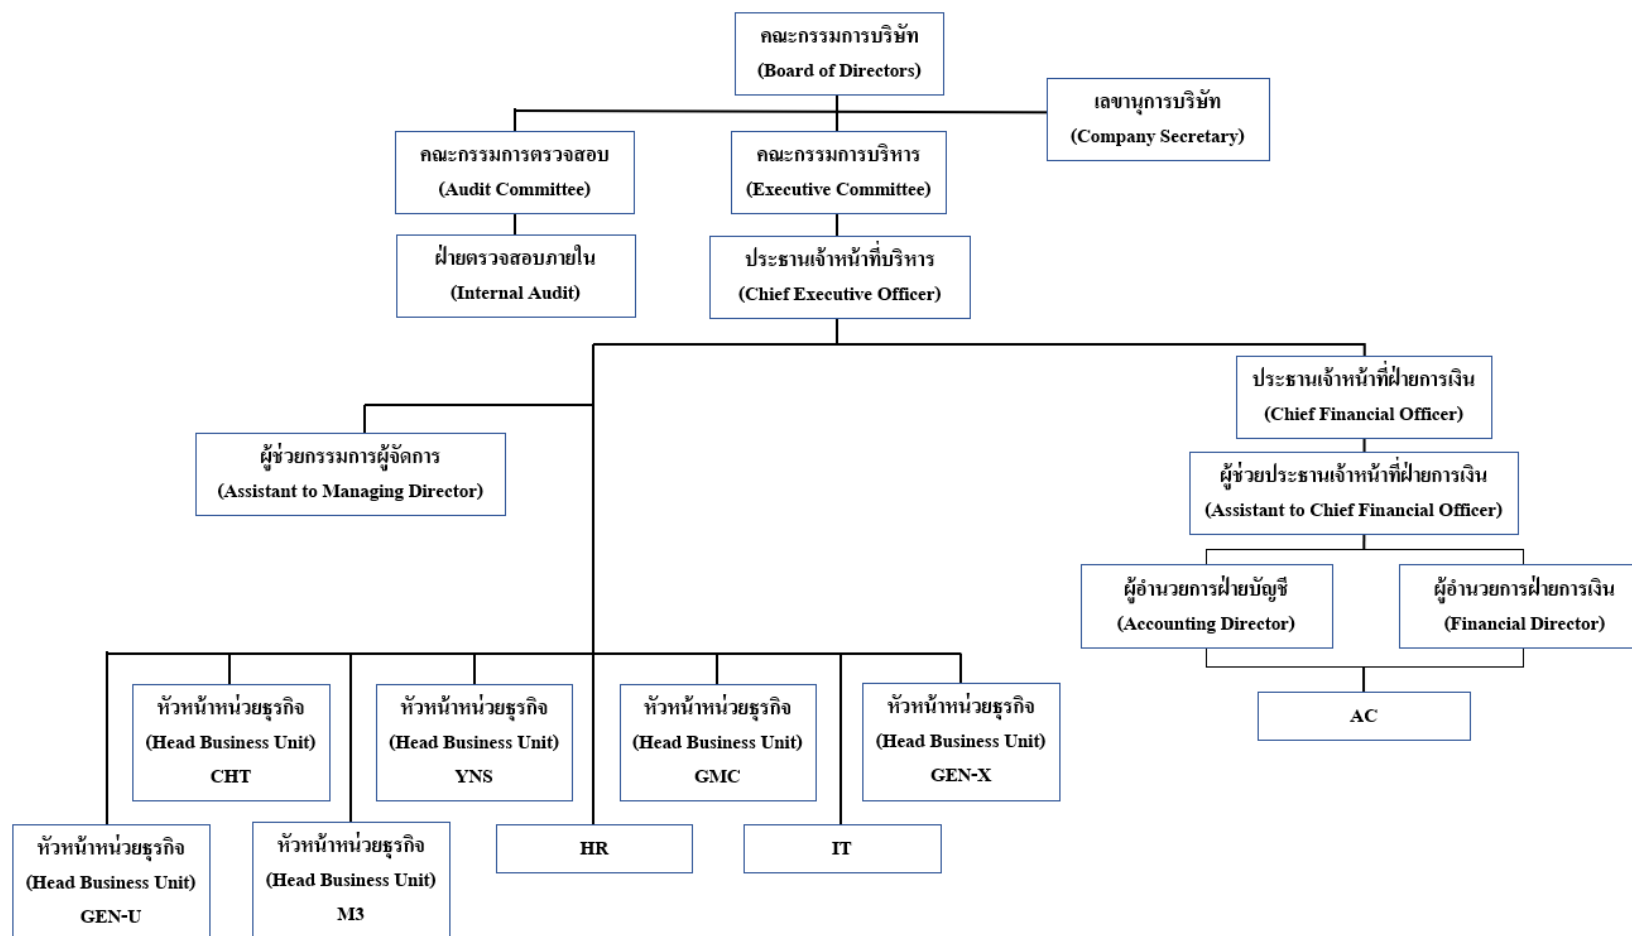 คณะกรรมการบริษัท
(Board of Directors)
เลขานุการบริษัท
(Company Secretary)
คณะกรรมการตรวจสอบ
(Audit Committee)
คณะกรรมการบริหาร
(Executive Committee)
ฝ่ายตรวจสอบภายใน
(Internal Audit)
ประธานเจ้าหน้าที่บริหาร
(Chief Executive Officer)
ประธานเจ้าหน้าที่ฝ่ายการเงิน
(Chief Financial Officer)
ผู้ช่วยกรรมการผู้จัดการ
(Assistant to Managing Director)
ผู้ช่วยประธานเจ้าหน้าที่ฝ่ายการเงิน
(Assistant to Chief Financial Officer)
ผู้อำนวยการฝ่ายบัญชี
(Accounting Director)
ผู้อำนวยการฝ่ายการเงิน
(Financial Director)
AC
หัวหน้าหน่วยธุรกิจ
(Head Business Unit)
CHT
หัวหน้าหน่วยธุรกิจ
(Head Business Unit)
YNS
หัวหน้าหน่วยธุรกิจ
(Head Business Unit)
GMC
หัวหน้าหน่วยธุรกิจ
(Head Business Unit)
GEN-X
หัวหน้าหน่วยธุรกิจ
(Head Business Unit)
GEN-U
หัวหน้าหน่วยธุรกิจ
(Head Business Unit)
M3
HR
IT